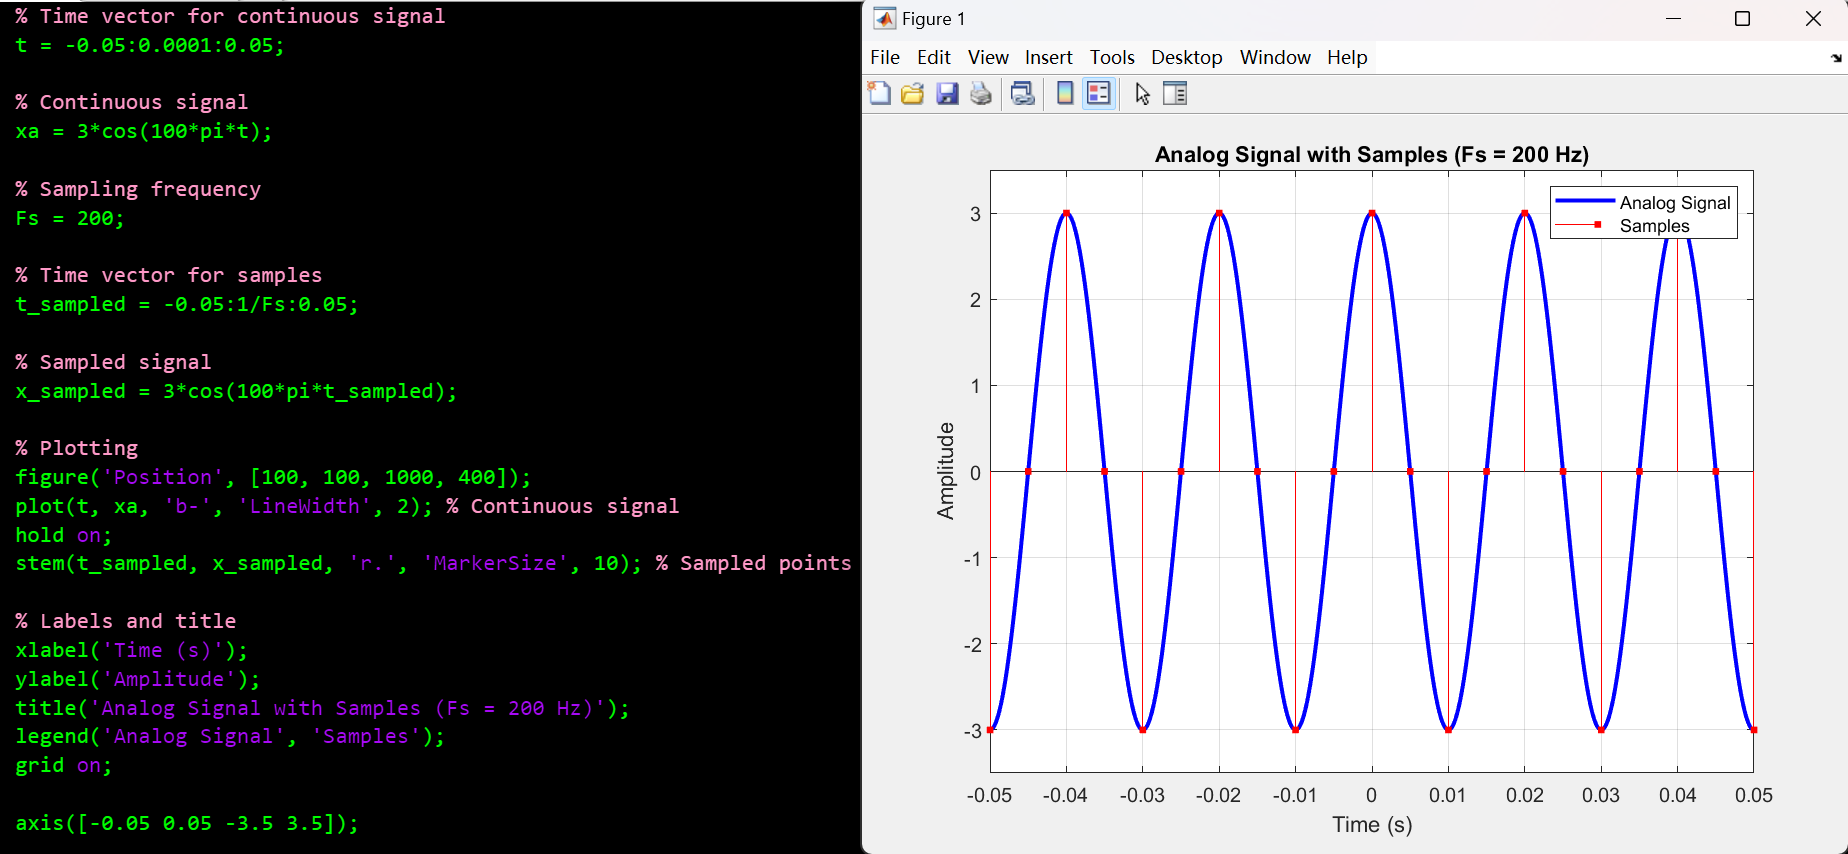 % Time vector for continuous signal
t = -0.05:0.0001:0.05;
% Continuous signal
xa = 3*cos(100*pi*t);
% Sampling frequency
Fs = 200;
% Time vector for samples
t_sampled = -0.05:1/Fs:0.05;
% Sampled signal
x_sampled = 3*cos(100*pi*t_sampled);
% Plotting
figure('Position', [100, 100, 1000, 400]);
plot(t, xa, 'b-', 'LineWidth', 2); % Continuous signal
hold on;
stem(t_sampled, x_sampled, 'r.', 'MarkerSize', 10); % Sampled points
% Labels and title
xlabel('Time (s)');
ylabel('Amplitude');
title('Analog Signal with Samples (Fs = 200 Hz)');
legend('Analog Signal', 'Samples');
grid on;
axis([-0.05 0.05 -3.5 3.5]);
Figure 1
File Edit View Insert Tools Desktop Window Help
Analog Signal with Samples (Fs = 200 Hz)
Analog Signal
Samples
Amplitude
3
2
1
0
-1
-2
-3
-0.05 -0.04 -0.03 -0.02 -0.01 0 0.01 0.02 0.03 0.04 0.05
Time (s)